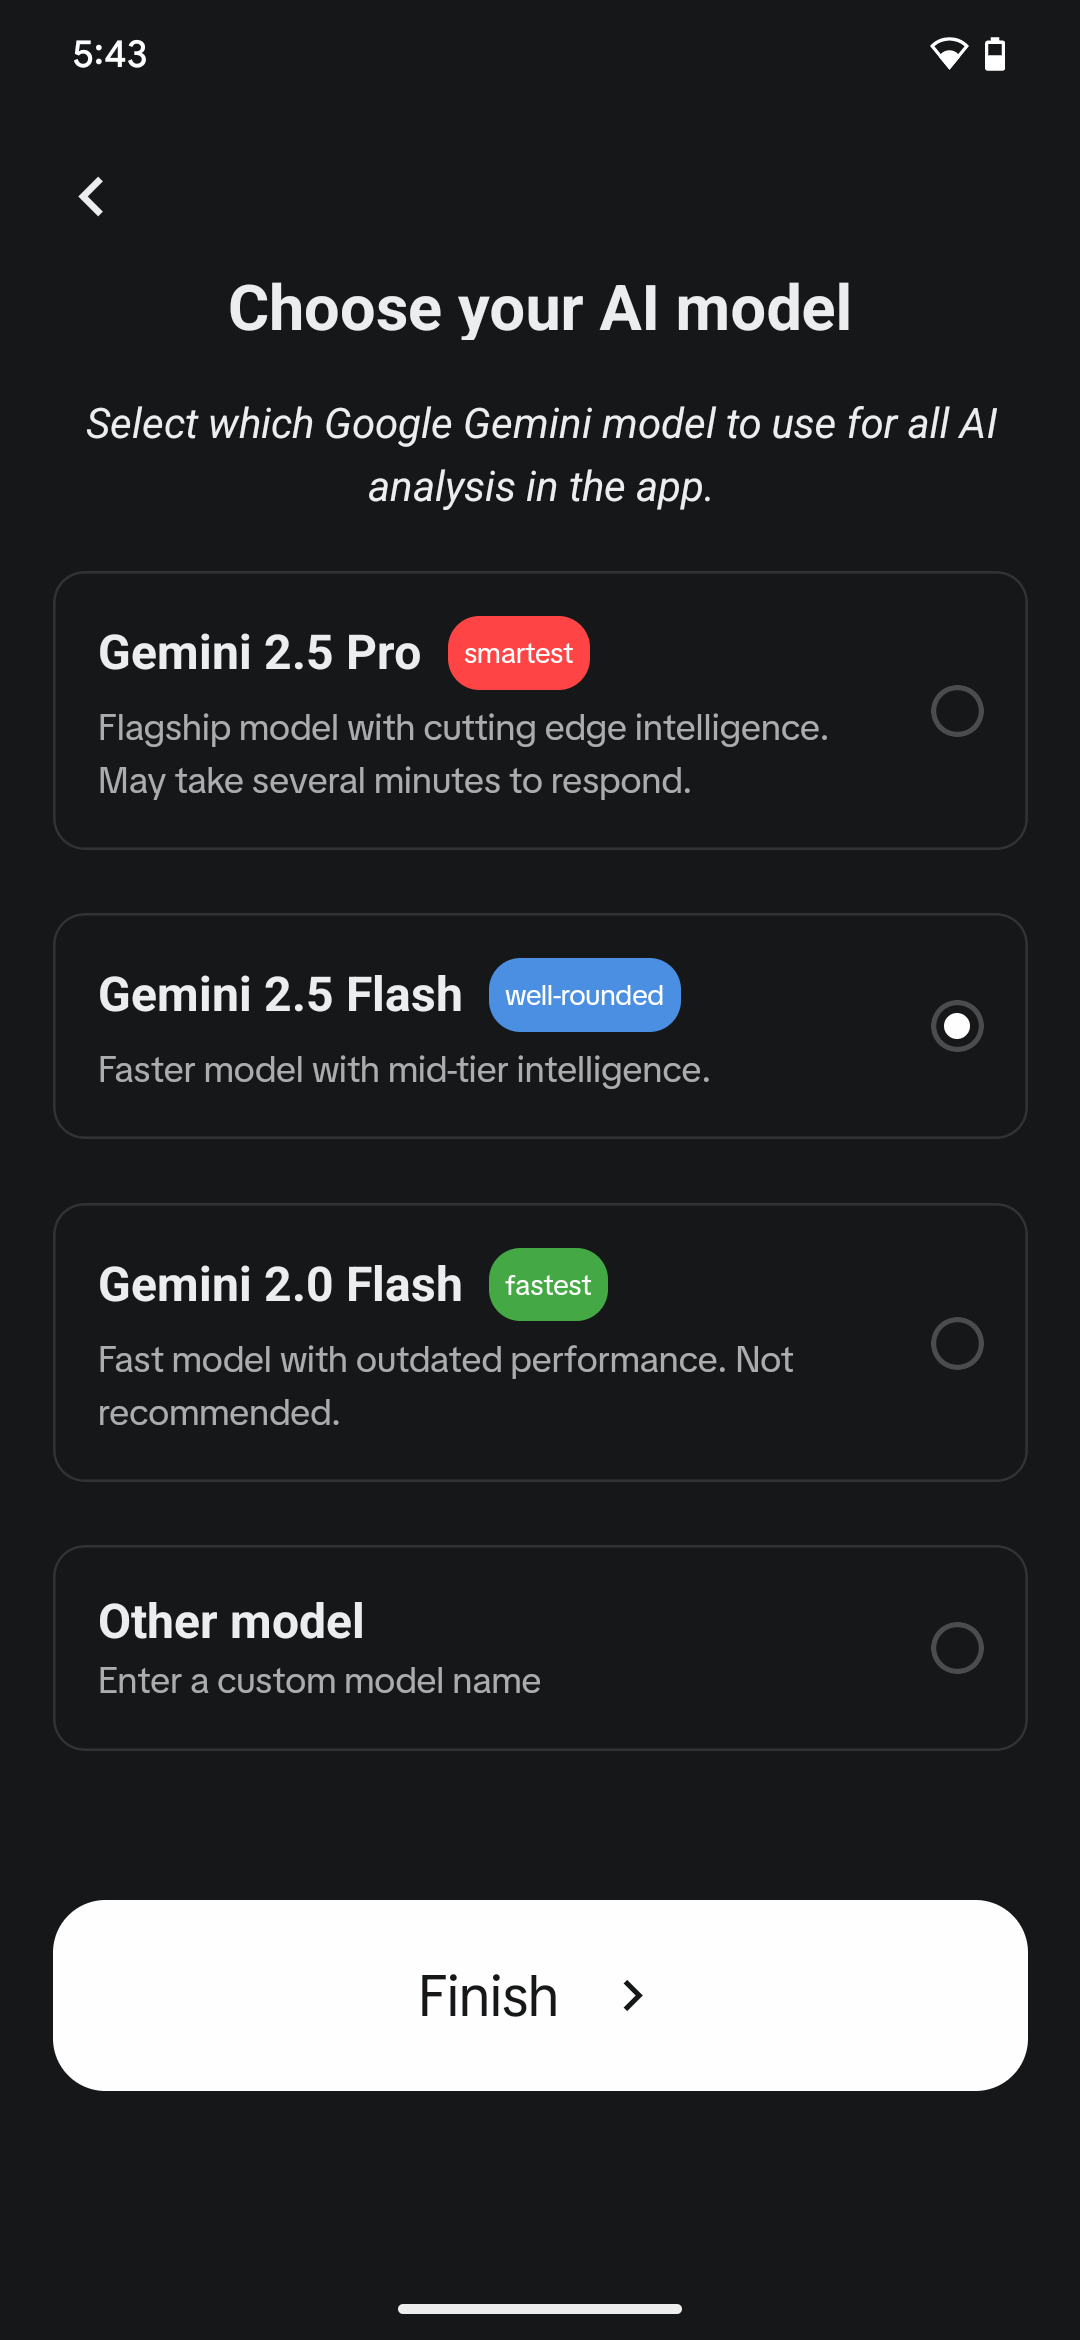 5:43
Choose your AI model
Select which Google Gemini model to use for all AI
analysis in the app.
Gemini 2.5 Pro smartest
Flagship model with cutting edge intelligence.
May take several minutes to respond.
Gemini 2.5 Flash well-rounded
Faster model with mid-tier intelligence.
Gemini 2.0 Flash fastest
Fast model with outdated performance. Not
recommended.
Other model
Enter a custom model name
Finish